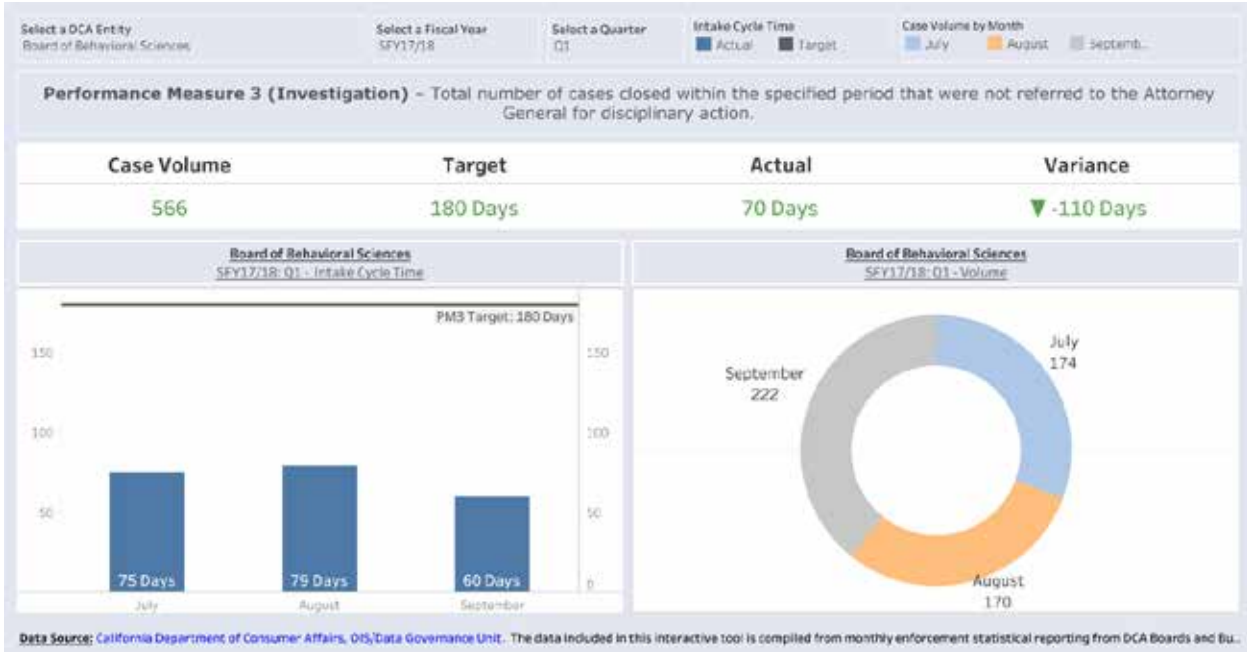 Select a DCA Entity
Board of Behavioral Sciences
Select a Fiscal Year
SFY17/18
Select a Quarter
Q1
Intake Cycle Time
Actual Target
Case Volume by Month
July August Septemb..
Performance Measure 3 (Investigation) – Total number of cases closed within the specified period that were not referred to the Attorney
General for disciplinary action.
Case Volume Target Actual Variance
566 180 Days 70 Days ▼ -110 Days
Board of Behavioral Sciences
SFY17/18: Q1 - Intake Cycle Time
PM3 Target: 180 Days
150 150
100 100
50 50
0
75 Days 79 Days 60 Days
July August September
Board of Behavioral Sciences
SFY17/18: Q1 - Volume
July
174
September
222
August
170
Data Source: California Department of Consumer Affairs, OIS/Data Governance Unit. The data included in this interactive tool is compiled from monthly enforcement statistical reporting from DCA Boards and Bu..